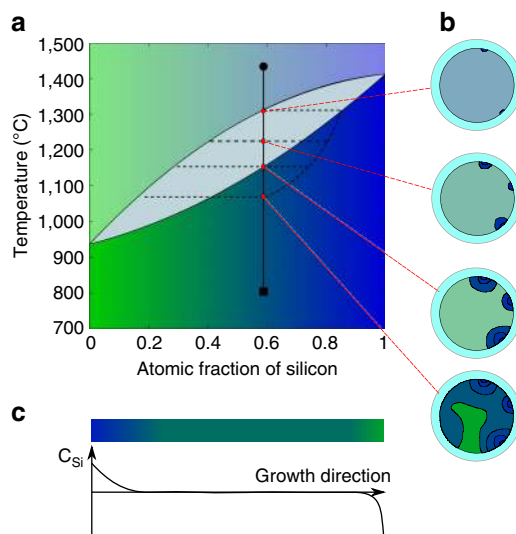 a
b
1,500
1,400
1,300
1,200
1,100
1,000
900
800
700
Temperature (°C)
0
0.2
0.4
0.6
0.8
1
Atomic fraction of silicon
c
C_Si
Growth direction